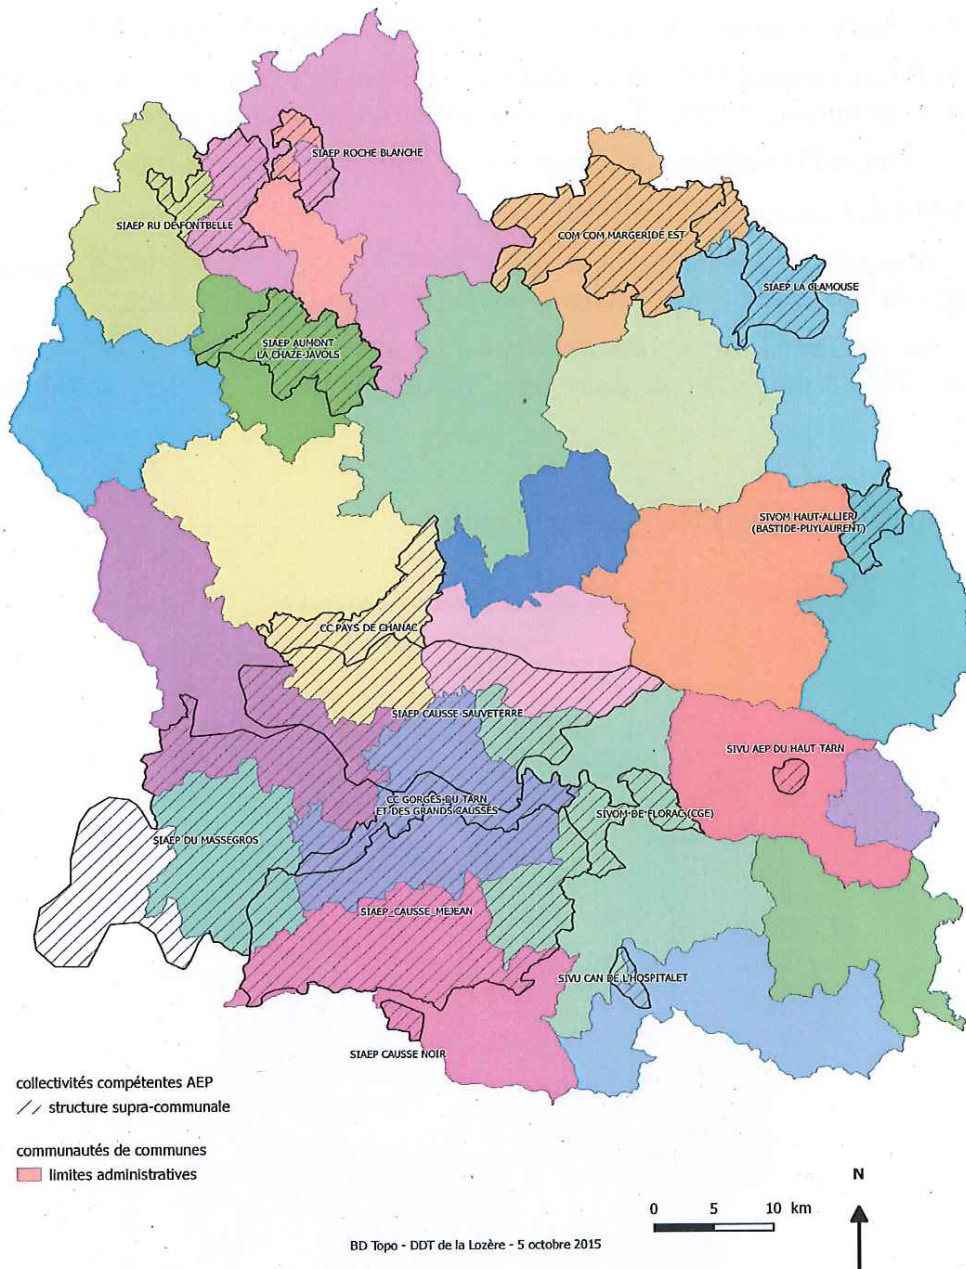 SIAEP ROCHE BLANCHE
SIAEP RU DE FONTBELLE
COM COM MARGERIDE EST
SIAEP LA CLAMOUSE
SIAEP AUMONT
LA CHAZE-JAVOLS
SIVOM HAUT-ALLIER
(BASTIDE-PUYLAURENT)
CC PAYS DE CHANAC
SIAEP CAUSSE SAUVETERRE
SIVU AEP DU HAUT TARN
CC GORGES DU TARN
ET DES GRANDS CAUSSES
SIVOM DE FLORAC (CGE)
SIAEP DU MASSEGROS
SIAEP_CAUSSE_MEJEAN
SIVU CAN DE L'HOSPITALET
SIAEP CAUSSE NOIR
collectivités compétentes AEP
structure supra-communale
communautés de communes
limites administratives
N
0 5 10 km
BD Topo - DDT de la Lozère - 5 octobre 2015